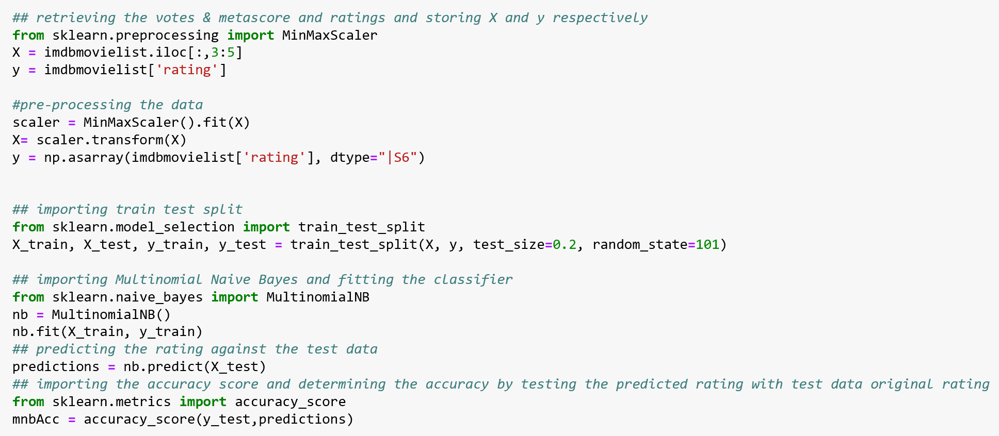 ## retrieving the votes & metascore and ratings and storing X and y respectively
from sklearn.preprocessing import MinMaxScaler
X = imdbmovielist.iloc[:,3:5]
y = imdbmovielist['rating']
#pre-processing the data
scaler = MinMaxScaler().fit(X)
X= scaler.transform(X)
y = np.asarray(imdbmovielist['rating'], dtype="|S6")
## importing train test split
from sklearn.model_selection import train_test_split
X_train, X_test, y_train, y_test = train_test_split(X, y, test_size=0.2, random_state=101)
## importing Multinomial Naive Bayes and fitting the classifier
from sklearn.naive_bayes import MultinomialNB
nb = MultinomialNB()
nb.fit(X_train, y_train)
## predicting the rating against the test data
predictions = nb.predict(X_test)
## importing the accuracy score and determining the accuracy by testing the predicted rating with test data original rating
from sklearn.metrics import accuracy_score
mnbAcc = accuracy_score(y_test,predictions)